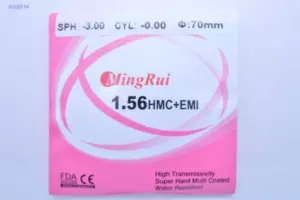 SPH: -3.00 CYL: -0.00 Φ:70mm
MingRui
1.56HMC+EMI
High Transmissivity
Super Hard Multi Coated
Water Repellent
FDA CE